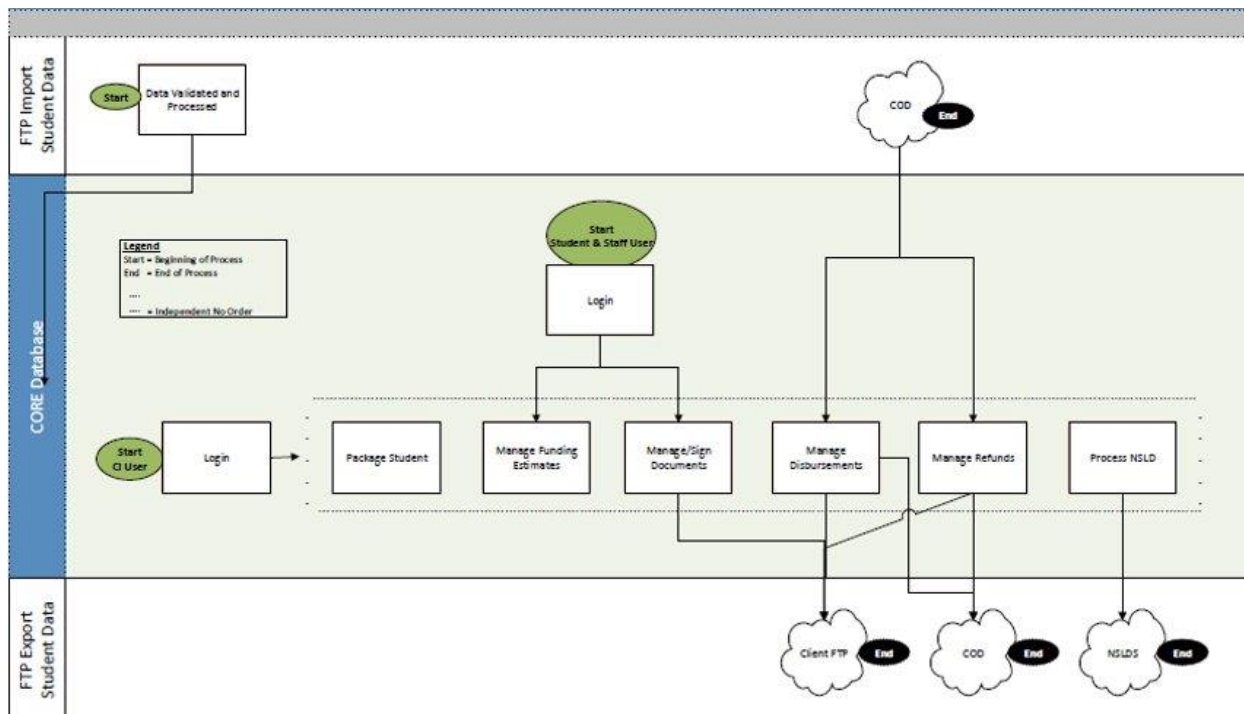 FTP Import
Student Data
Start
Data Validated and
Processed
COD
End
CORE Database
Legend
Start = Beginning of Process
End = End of Process
....
.... = Independent No Order
Start
Student & Staff User
Login
Start
CI User
Login
Package Student
Manage Funding
Estimates
Manage/Sign
Documents
Manage
Disbursements
Manage Refunds
Process NSLD
FTP Export
Student Data
Client FTP
End
COD
End
NSLDS
End